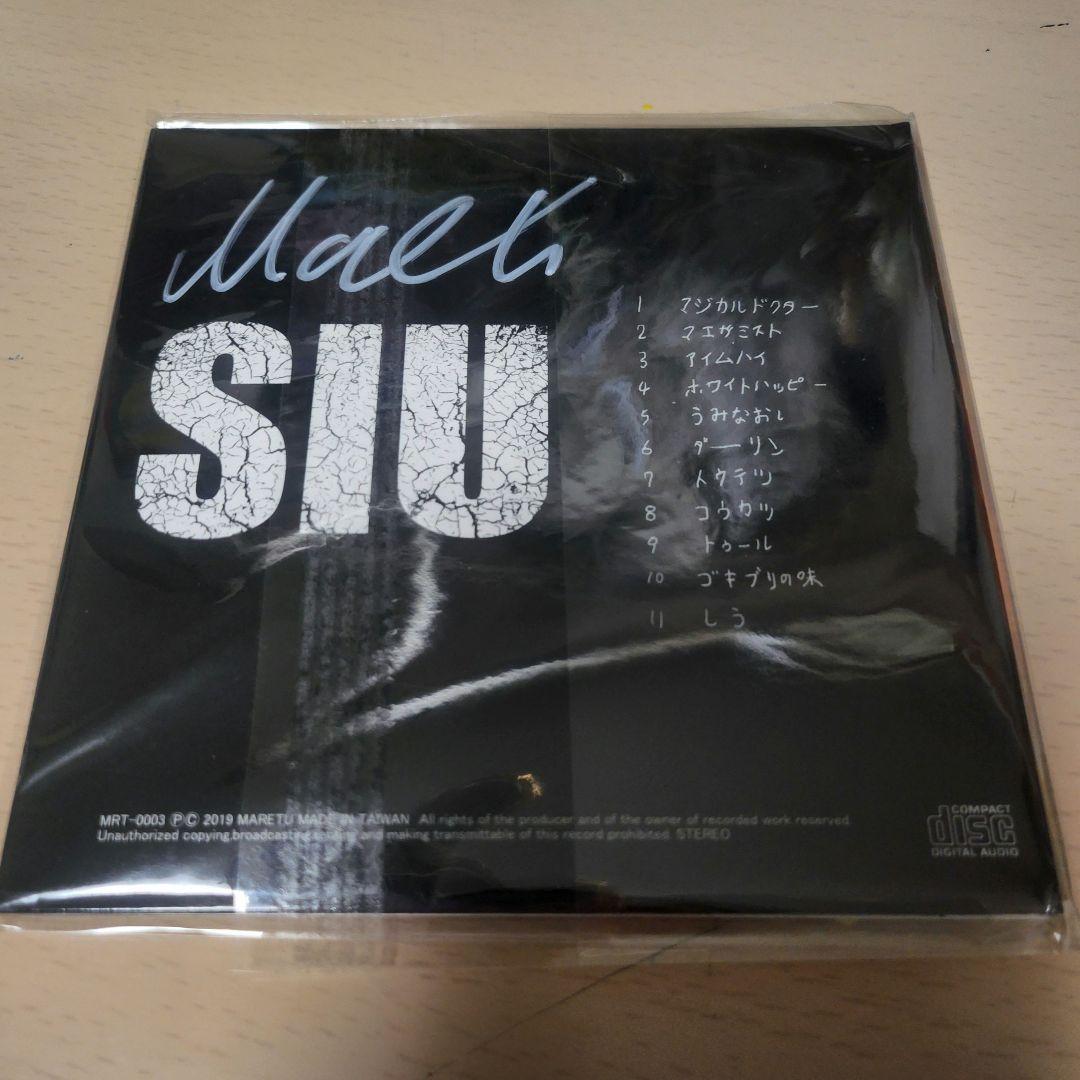 Maetu
SIU
1 マジカルドクター
2 マエガミスト
3 アイムハイ
4 ホワイトハッピー
5 うみなおし
6 ダーリン
7 トウテツ
8 コウカツ
9 トゥール
10 ゴキブリの味
11 しう
MRT-0003 ℗© 2019 MARETU MADE IN TAIWAN All rights of the producer and of the owner of recorded work reserved.
Unauthorized copying,broadcasting and making transmittable of this record prohibited. STEREO
COMPACT
disc
DIGITAL AUDIO